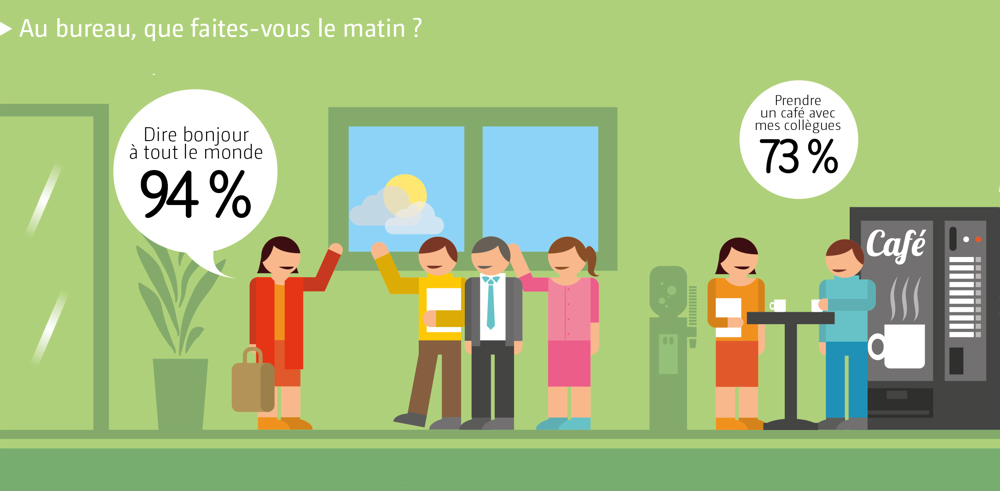 Au bureau, que faites-vous le matin ?
Dire bonjour
à tout le monde
94 %
Prendre
un café avec
mes collègues
73 %
Café